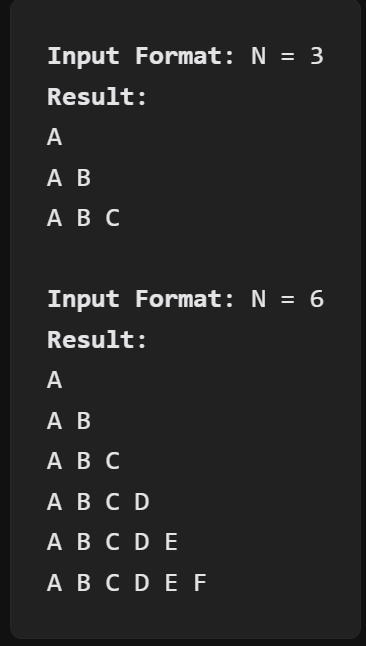 Input Format: N = 3
Result:
A
A B
A B C
Input Format: N = 6
Result:
A
A B
A B C
A B C D
A B C D E
A B C D E F